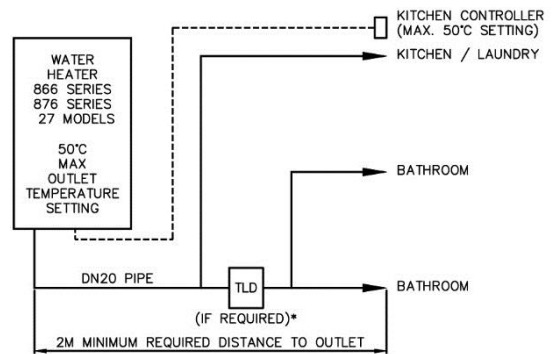 WATER
HEATER
866 SERIES
876 SERIES
27 MODELS
50°C
MAX
OUTLET
TEMPERATURE
SETTING
KITCHEN CONTROLLER
(MAX. 50°C SETTING)
KITCHEN / LAUNDRY
BATHROOM
DN20 PIPE
TLD
BATHROOM
(IF REQUIRED)*
2M MINIMUM REQUIRED DISTANCE TO OUTLET